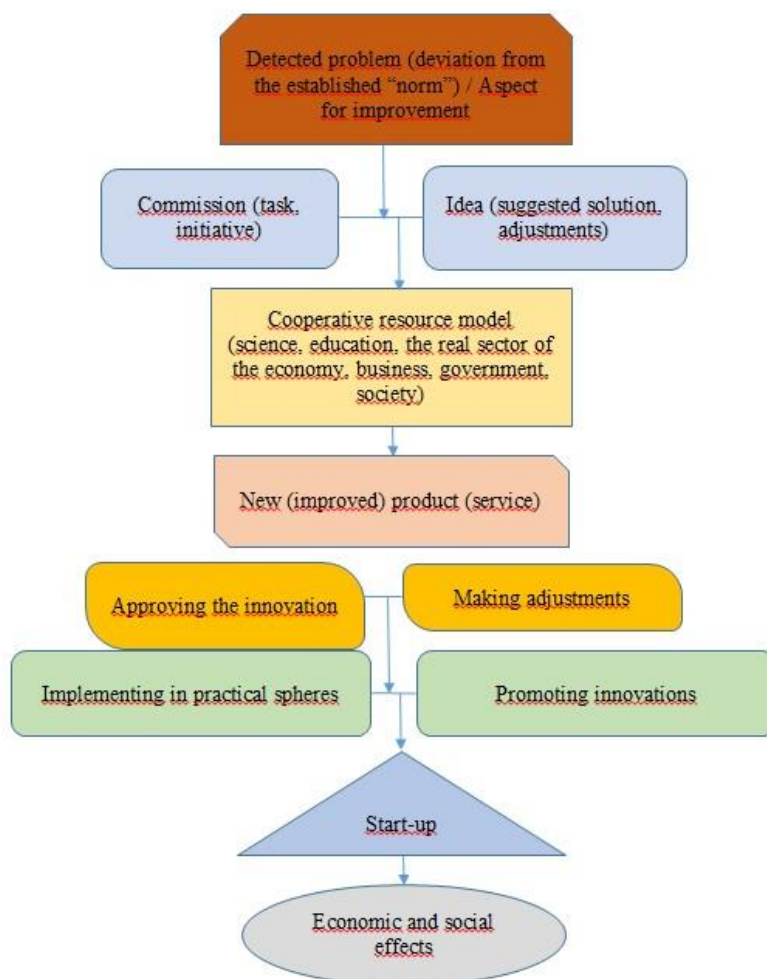 Detected problem (deviation from
the established “norm”) / Aspect
for improvement
Commission (task,
initiative)
Idea (suggested solution,
adjustments)
Cooperative resource model
(science, education, the real sector of
the economy, business, government,
society)
New (improved) product (service)
Approving the innovation
Making adjustments
Implementing in practical spheres
Promoting innovations
Start-up
Economic and social
effects